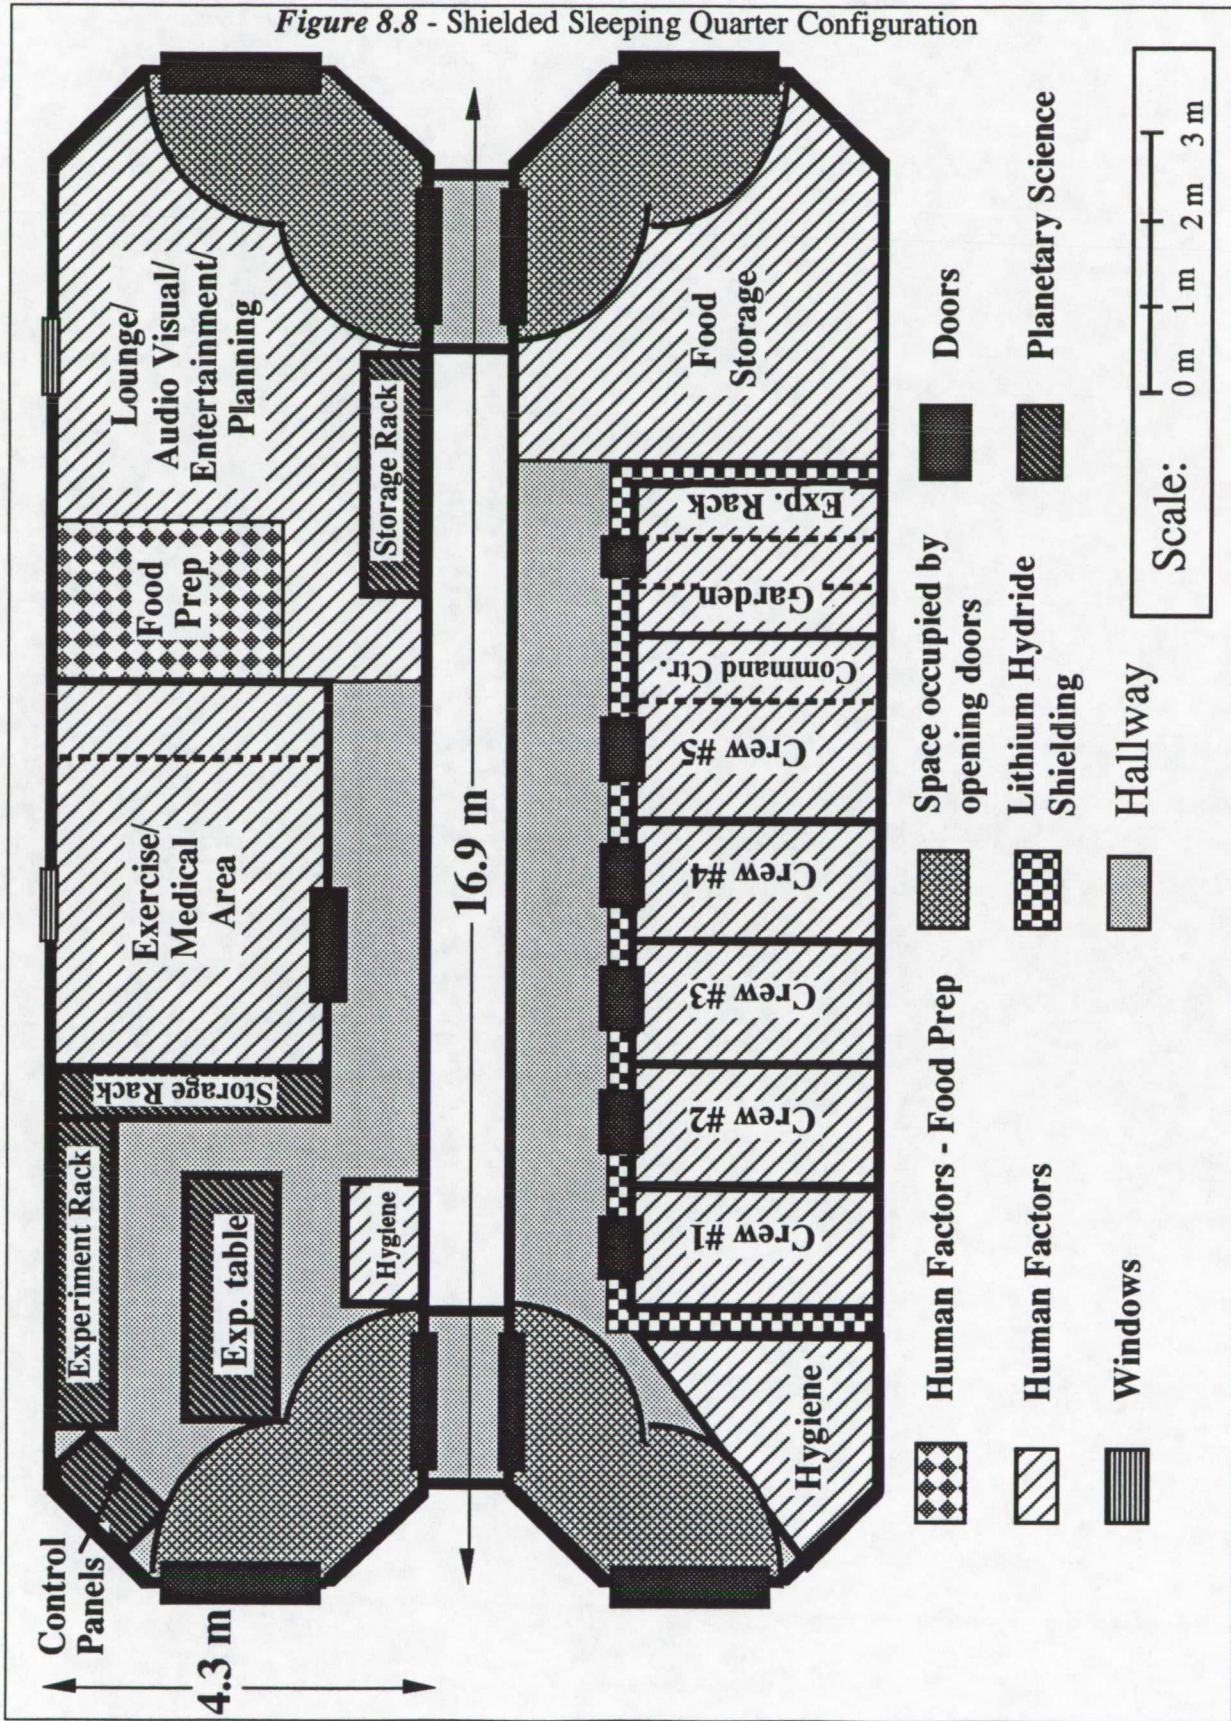 Figure 8.8 - Shielded Sleeping Quarter Configuration
Control
Panels
4.3 m
Experiment Rack
Exp. table
Storage Rack
Hygiene
Exercise/
Medical
Area
Food
Prep
Lounge/
Audio Visual/
Entertainment/
Planning
Storage Rack
16.9 m
Hygiene
Crew #1
Crew #2
Crew #3
Crew #4
Crew #5
Command Ctr.
Garden
Exp. Rack
Food
Storage
Human Factors - Food Prep
Human Factors
Windows
Space occupied by
opening doors
Lithium Hydride
Shielding
Hallway
Doors
Planetary Science
Scale:
0 m 1 m 2 m 3 m